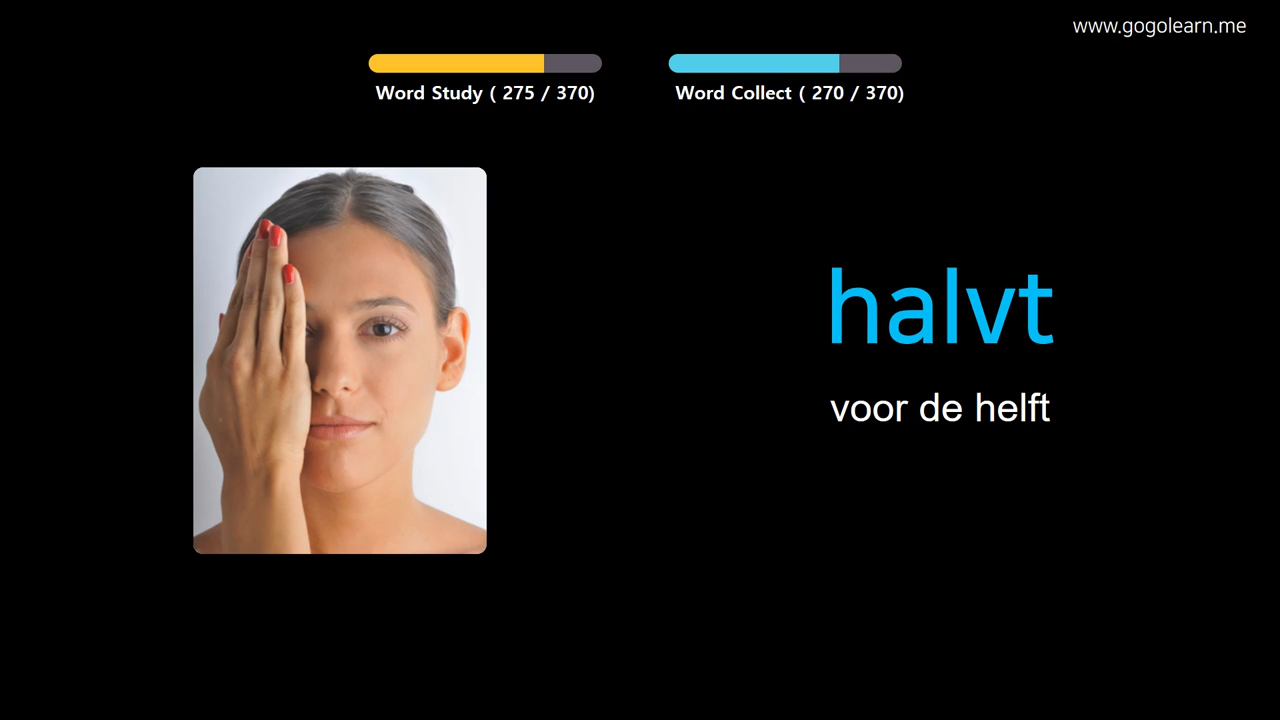 www.gogolearn.me
Word Study ( 275 / 370)
Word Collect ( 270 / 370)
halvt
voor de helft